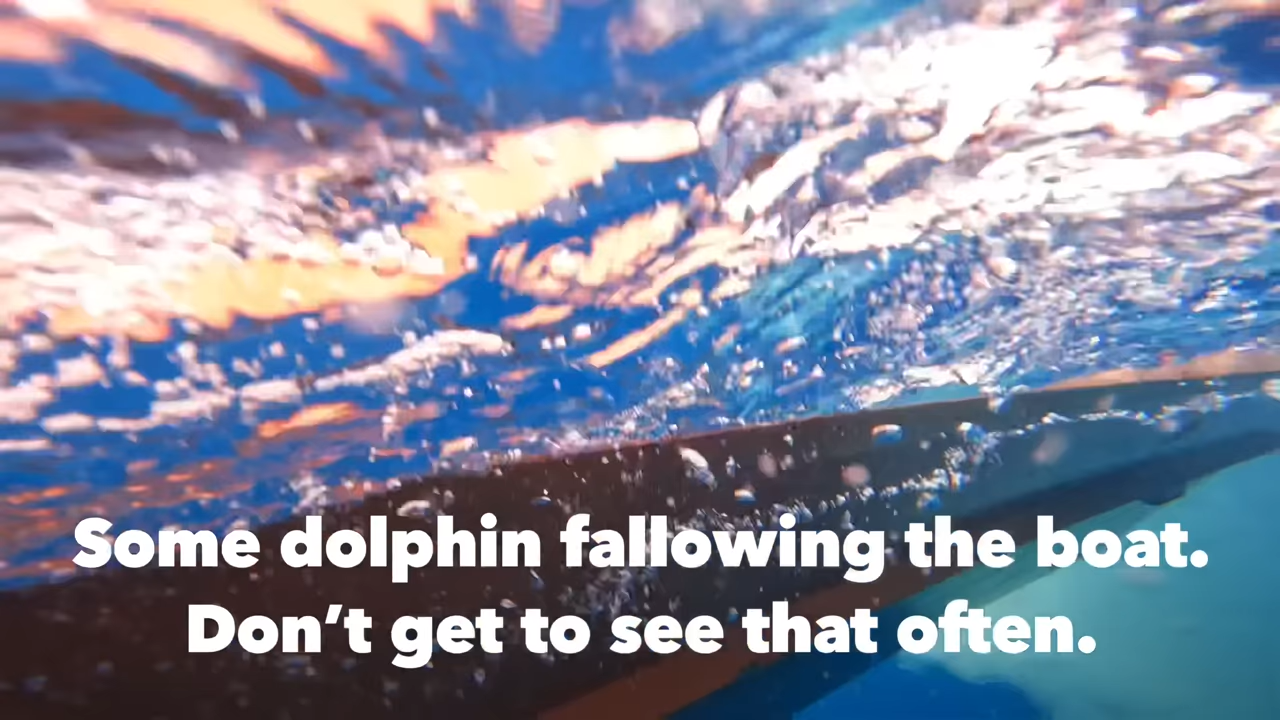 Some dolphin fallowing the boat.
Don’t get to see that often.